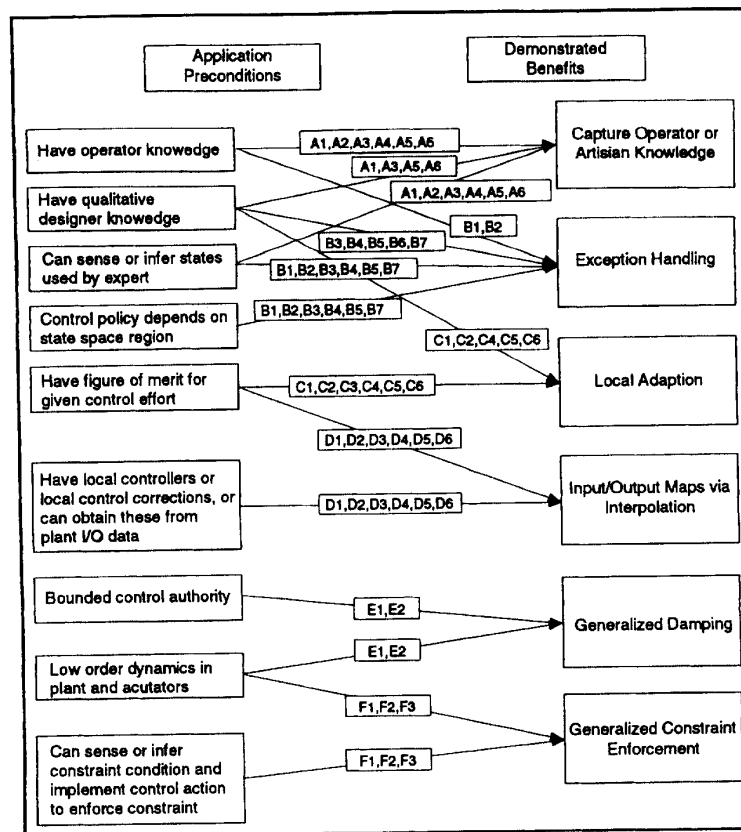 Application
Preconditions
Demonstrated
Benefits
Have operator knowedge
A1,A2,A3,A4,A5,A6
Capture Operator or
Artisian Knowledge
A1,A3,A5,A6
Have qualitative
designer knowledge
A1,A2,A3,A4,A5,A6
B1,B2
B3,B4,B5,B6,B7
Can sense or infer states
used by expert
B1,B2,B3,B4,B5,B7
Exception Handling
Control policy depends on
state space region
B1,B2,B3,B4,B5,B7
C1,C2,C4,C5,C6
Have figure of merit for
given control effort
C1,C2,C3,C4,C5,C6
Local Adaption
D1,D2,D3,D4,D5,D6
Have local controllers or
local control corrections, or
can obtain these from
plant I/O data
D1,D2,D3,D4,D5,D6
Input/Output Maps via
Interpolation
Bounded control authority
E1,E2
Generalized Damping
E1,E2
Low order dynamics in
plant and acutators
F1,F2,F3
Generalized Constraint
Enforcement
Can sense or infer
constraint condition and
implement control action
to enforce constraint
F1,F2,F3